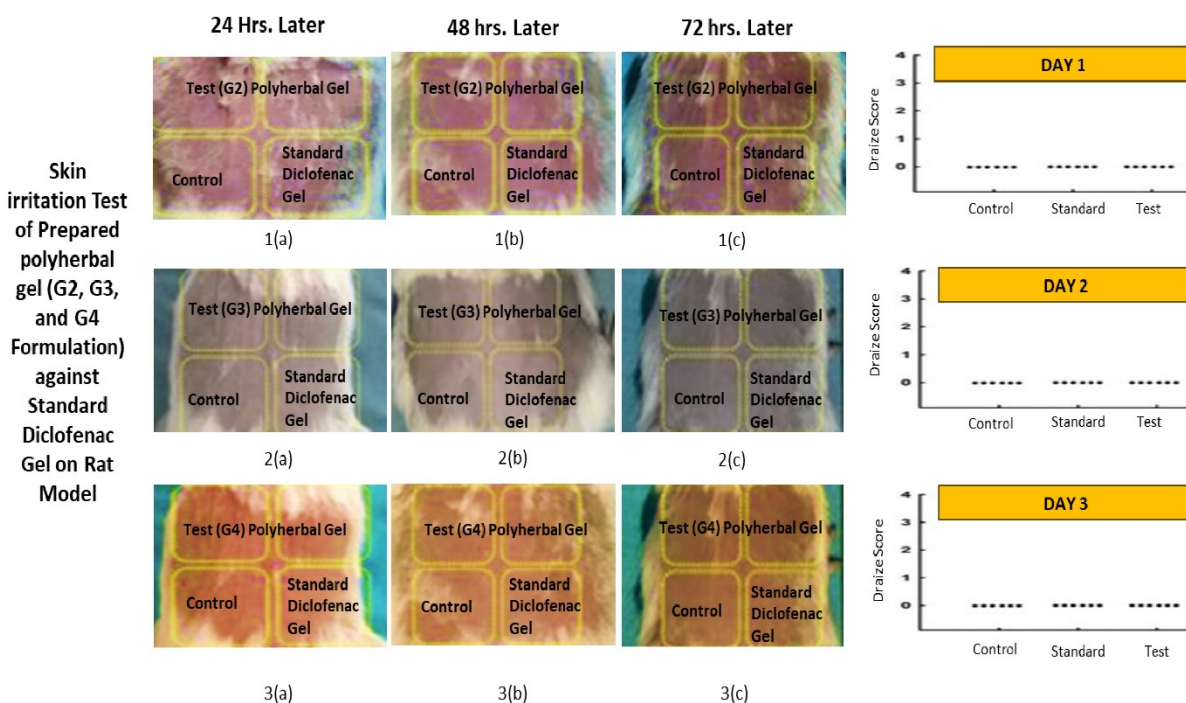 24 Hrs. Later
48 hrs. Later
72 hrs. Later
Skin
irritation Test
of Prepared
polyherbal
gel (G2, G3,
and G4
Formulation)
against
Standard
Diclofenac
Gel on Rat
Model
Test (G2) Polyherbal Gel
Control
Standard
Diclofenac
Gel
1(a)
Test (G2) Polyherbal Gel
Control
Standard
Diclofenac
Gel
1(b)
Test (G2) Polyherbal Gel
Control
Standard
Diclofenac
Gel
1(c)
DAY 1
Draize Score
4
3
2
1
0
Control
Standard
Test
Test (G3) Polyherbal Gel
Control
Standard
Diclofenac
Gel
2(a)
Test (G3) Polyherbal Gel
Control
Standard
Diclofenac
Gel
2(b)
Test (G3) Polyherbal Gel
Control
Standard
Diclofenac
Gel
2(c)
DAY 2
Draize Score
4
3
2
1
0
Control
Standard
Test
Test (G4) Polyherbal Gel
Control
Standard
Diclofenac
Gel
3(a)
Test (G4) Polyherbal Gel
Control
Standard
Diclofenac
Gel
3(b)
Test (G4) Polyherbal Gel
Control
Standard
Diclofenac
Gel
3(c)
DAY 3
Draize Score
4
3
2
1
0
Control
Standard
Test